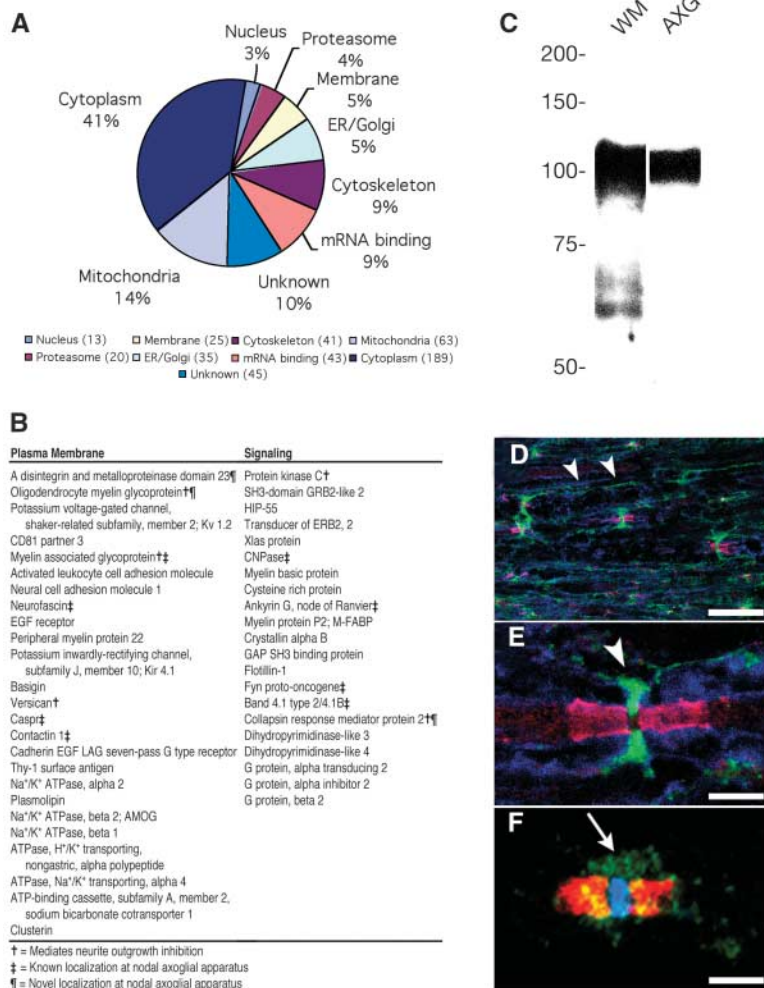 A
Nucleus
3%
Proteasome
4%
Membrane
5%
ER/Golgi
5%
Cytoskeleton
9%
mRNA binding
9%
Unknown
10%
Mitochondria
14%
Cytoplasm
41%
Nucleus (13) Membrane (25) Cytoskeleton (41) Mitochondria (63)
Proteasome (20) ER/Golgi (35) mRNA binding (43) Cytoplasm (189)
Unknown (45)
C
WM AXG
200-
150-
100-
75-
50-
B
Plasma Membrane Signaling
A disintegrin and metalloproteinase domain 23¶ Protein kinase C†
Oligodendrocyte myelin glycoprotein†¶ SH3-domain GRB2-like 2
Potassium voltage-gated channel, HIP-55
shaker-related subfamily, member 2; Kv 1.2 Transducer of ERB2, 2
CD81 partner 3 Xlas protein
Myelin associated glycoprotein†‡ CNPase‡
Activated leukocyte cell adhesion molecule Myelin basic protein
Neural cell adhesion molecule 1 Cysteine rich protein
Neurofascin‡ Ankyrin G, node of Ranvier‡
EGF receptor Myelin protein P2; M-FABP
Peripheral myelin protein 22 Crystallin alpha B
Potassium inwardly-rectifying channel, GAP SH3 binding protein
subfamily J, member 10; Kir 4.1 Flotillin-1
Basigin Fyn proto-oncogene‡
Versican† Band 4.1 type 2/4.1B‡
Caspr‡ Collapsin response mediator protein 2†¶
Contactin 1‡ Dihydropyrimidinase-like 3
Cadherin EGF LAG seven-pass G type receptor Dihydropyrimidinase-like 4
Thy-1 surface antigen G protein, alpha transducing 2
Na⁺/K⁺ ATPase, alpha 2 G protein, alpha inhibitor 2
Plasmolipin G protein, beta 2
Na⁺/K⁺ ATPase, beta 2; AMOG
Na⁺/K⁺ ATPase, beta 1
ATPase, H⁺/K⁺ transporting,
nongastric, alpha polypeptide
ATPase, Na⁺/K⁺ transporting, alpha 4
ATP-binding cassette, subfamily A, member 2,
sodium bicarbonate cotransporter 1
Clusterin
† = Mediates neurite outgrowth inhibition
‡ = Known localization at nodal axoglial apparatus
¶ = Novel localization at nodal axoglial apparatus
D
E
F